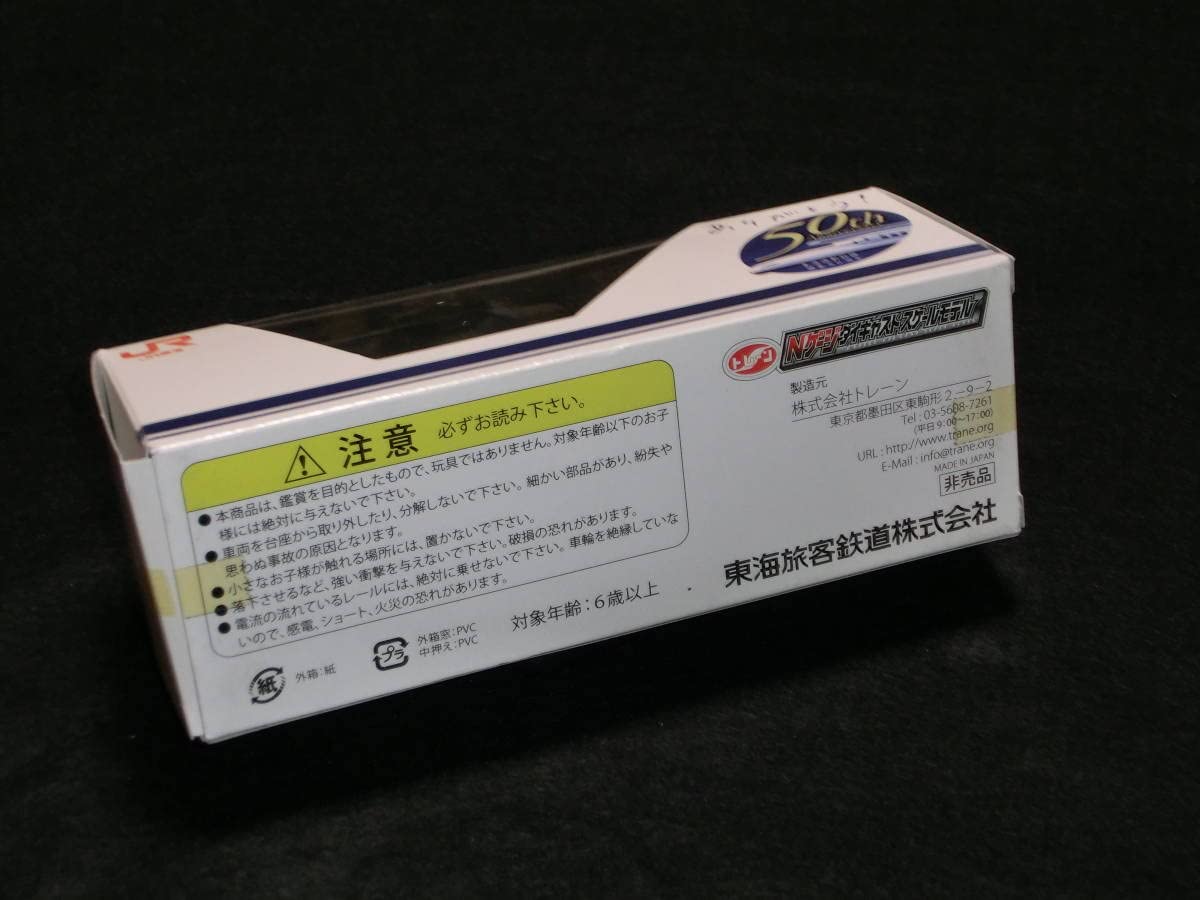 ありがとう!
50th
JR
トレーン
Nゲージダイキャストスケールモデル
製造元
株式会社トレーン
東京都墨田区東駒形2-9-2
Tel : 03-5608-7261
(平日9:00~17:00)
URL : http://www.trane.org
E-Mail : info@trane.org
MADE IN JAPAN
非売品
東海旅客鉄道株式会社
注意 必ずお読み下さい。
●本商品は、鑑賞を目的としたもので、玩具ではありません。対象年齢以下のお子
様には絶対に与えないで下さい。
●車両を台座から取り外したり、分解しないで下さい。細かい部品があり、紛失や
思わぬ事故の原因となります。
●小さなお子様が触れる場所には、置かないで下さい。
●落下させるなど、強い衝撃を与えないで下さい。破損の恐れがあります。
●電流の流れているレールには、絶対に乗せないで下さい。車輪を絶縁していな
いので、感電、ショート、火災の恐れがあります。
紙
外箱:紙
プラ
外箱窓:PVC
中押え:PVC
対象年齢:6歳以上